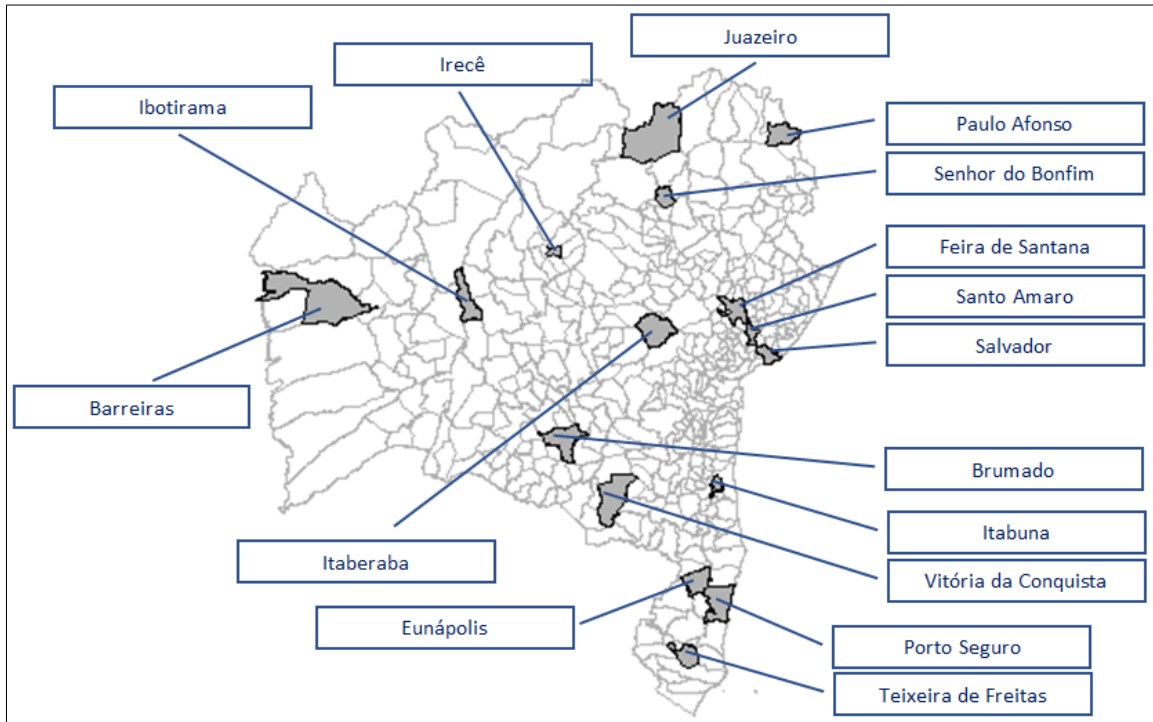 Juazeiro
Irecê
Ibotirama
Paulo Afonso
Senhor do Bonfim
Feira de Santana
Santo Amaro
Salvador
Barreiras
Brumado
Itabuna
Itaberaba
Vitória da Conquista
Eunápolis
Porto Seguro
Teixeira de Freitas